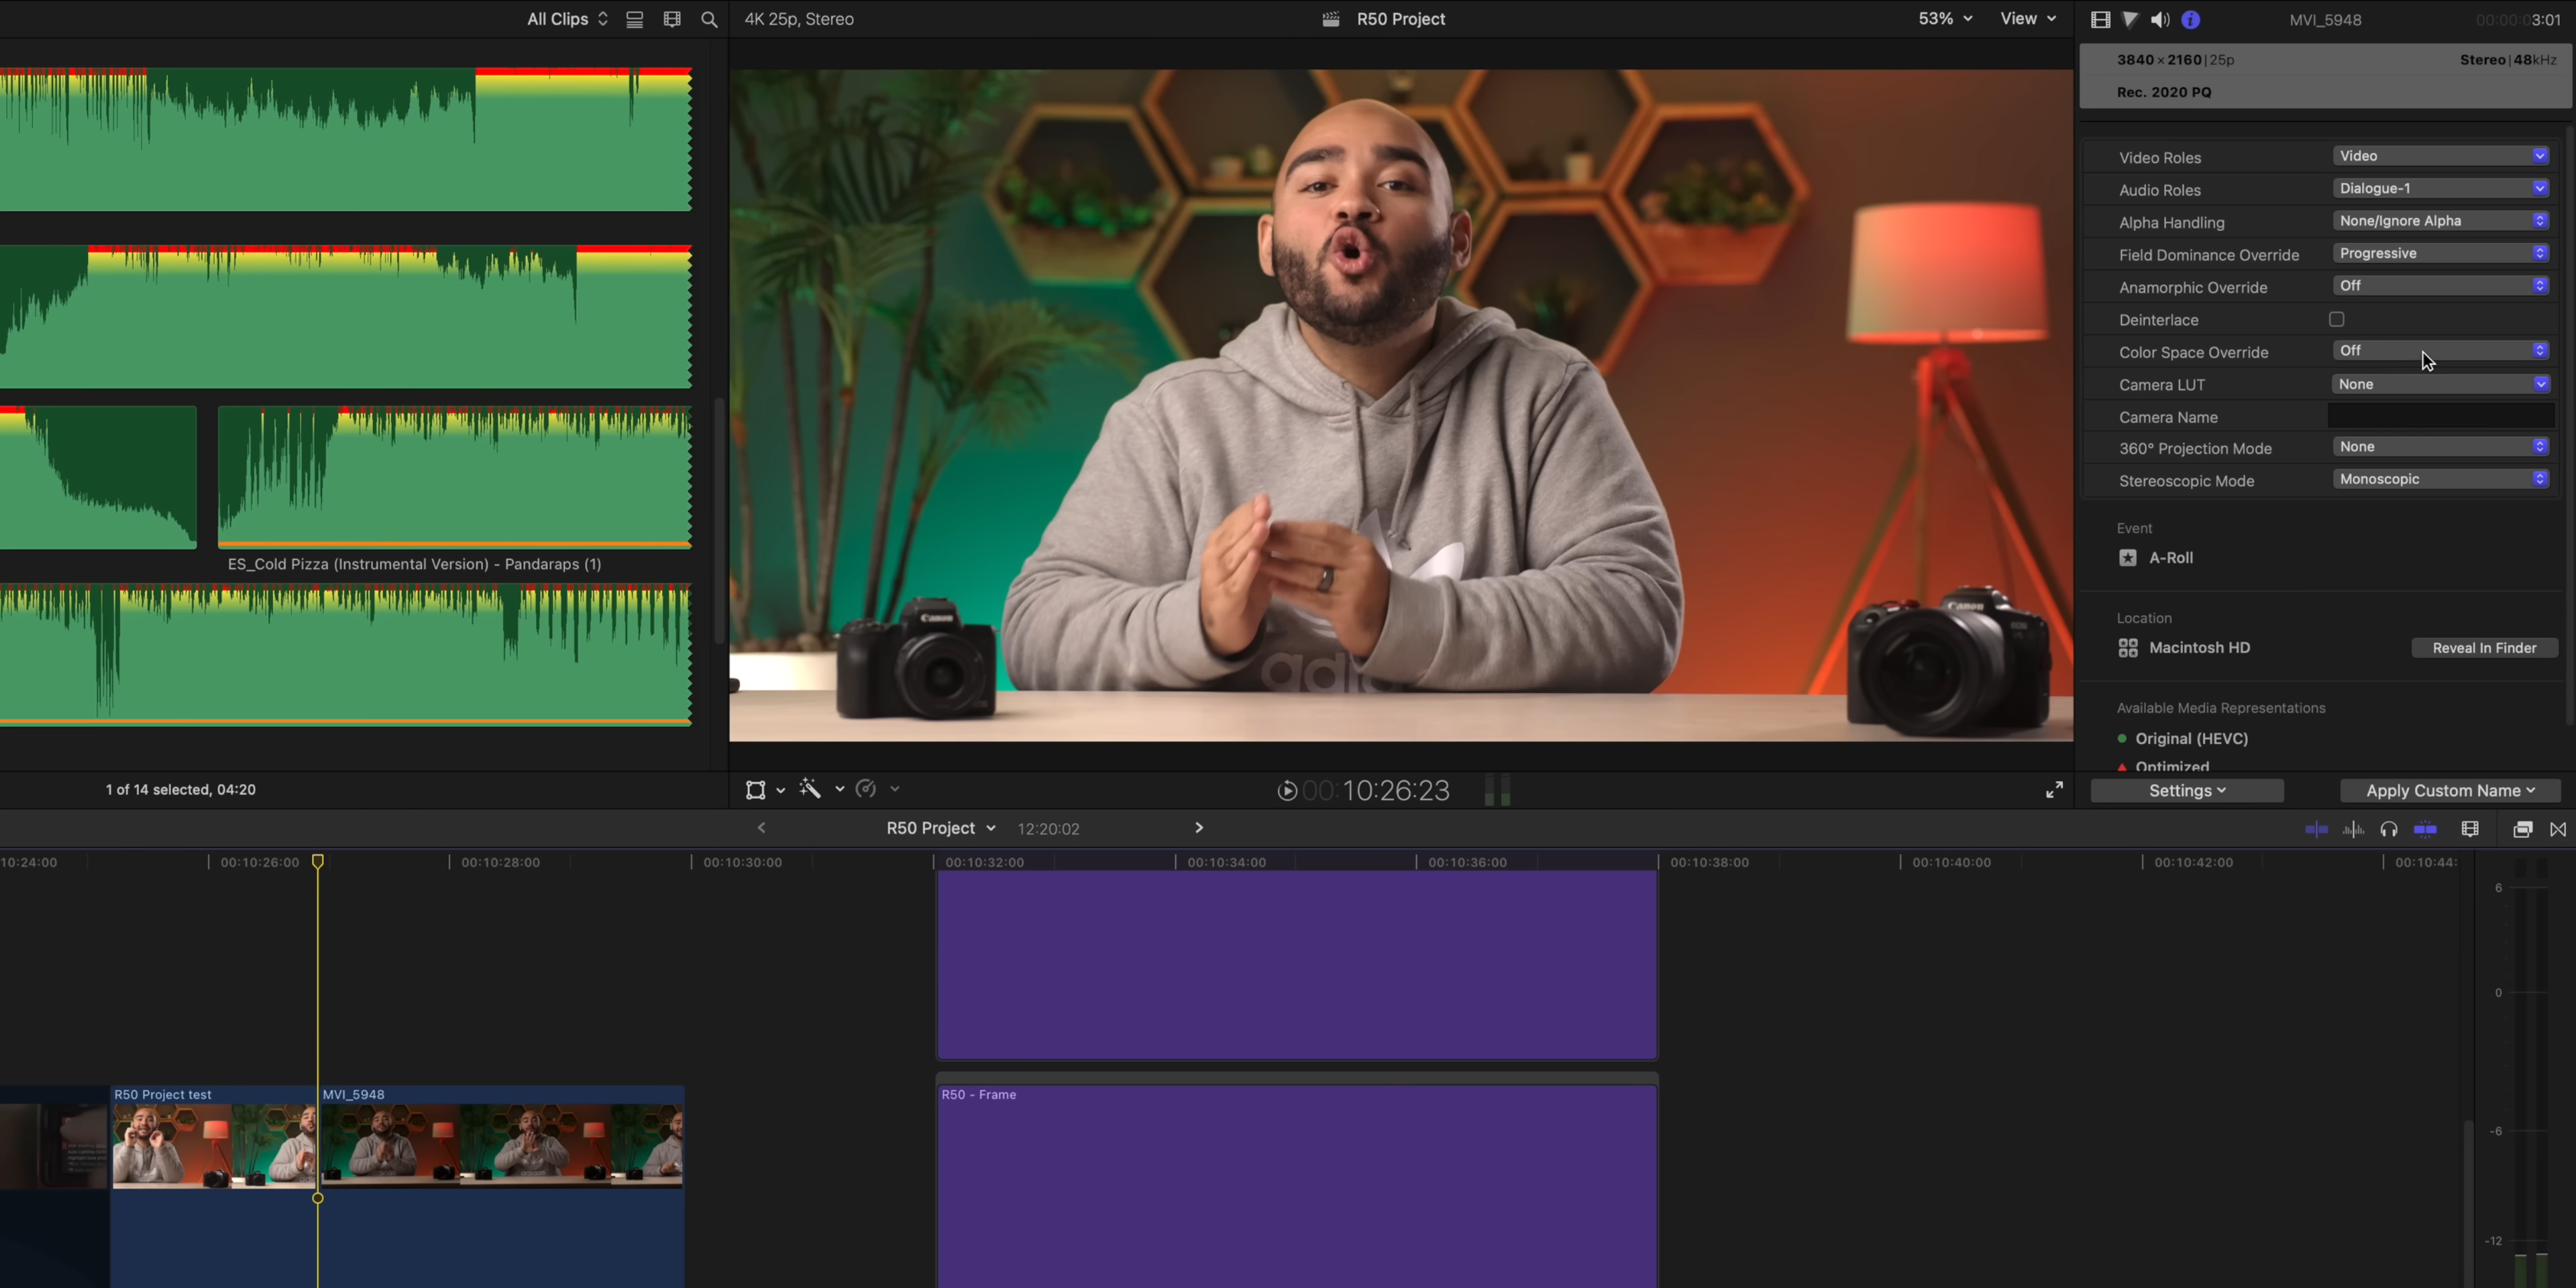 All Clips
4K 25p, Stereo
R50 Project
53%
View
MVI_5948
00:00:03:01
3840 × 2160 | 25p
Stereo | 48kHz
Rec. 2020 PQ
Video Roles
Video
Audio Roles
Dialogue-1
Alpha Handling
None/Ignore Alpha
Field Dominance Override
Progressive
Anamorphic Override
Off
Deinterlace
Color Space Override
Off
Camera LUT
None
Camera Name
360° Projection Mode
None
Stereoscopic Mode
Monoscopic
Event
A-Roll
Location
Macintosh HD
Reveal In Finder
Available Media Representations
Original (HEVC)
Optimized
Settings
Apply Custom Name
Canon
Canon
ES_Cold Pizza (Instrumental Version) - Pandaraps (1)
1 of 14 selected, 04:20
00:10:26:23
R50 Project
12:20:02
10:24:00
00:10:26:00
00:10:28:00
00:10:30:00
00:10:32:00
00:10:34:00
00:10:36:00
00:10:38:00
00:10:40:00
00:10:42:00
00:10:44:
6
0
-6
-12
R50 Project test
MVI_5948
R50 - Frame